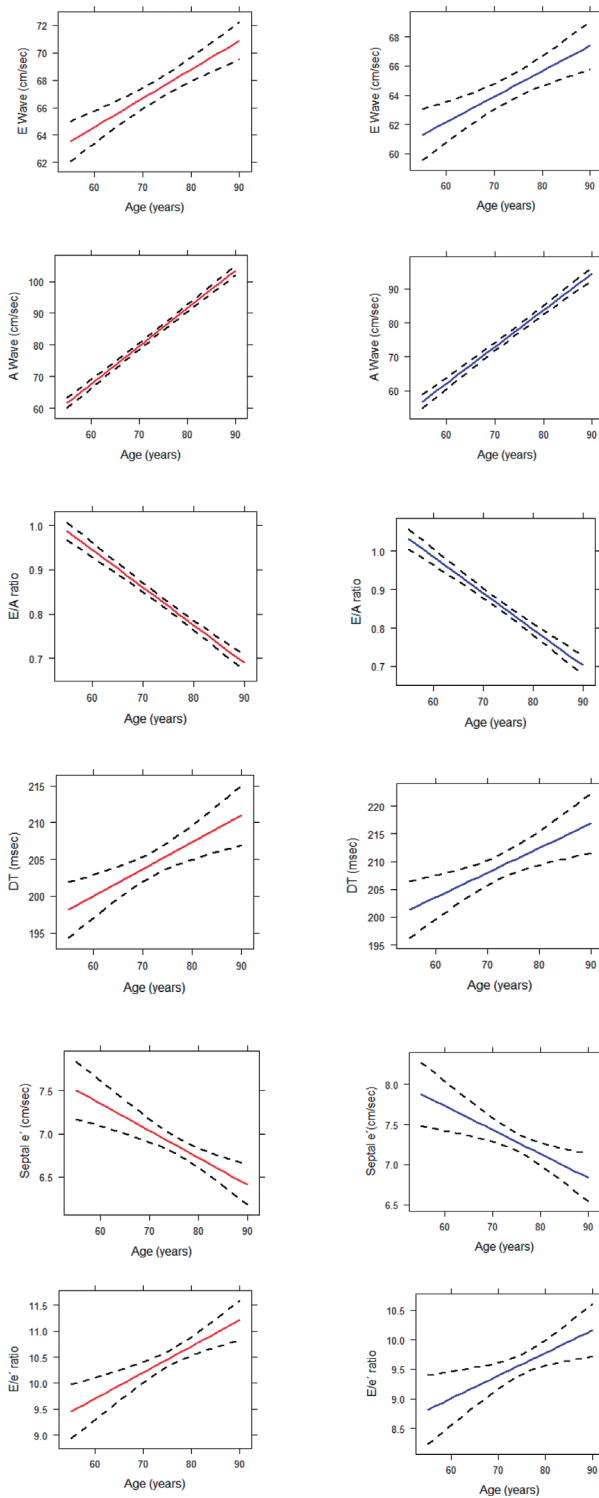 72
70
68
66
64
62
E Wave (cm/sec)
60 70 80 90
Age (years)
68
66
64
62
60
E Wave (cm/sec)
60 70 80 90
Age (years)
100
90
80
70
60
A Wave (cm/sec)
60 70 80 90
Age (years)
90
80
70
60
A Wave (cm/sec)
60 70 80 90
Age (years)
1.0
0.9
0.8
0.7
E/A ratio
60 70 80 90
Age (years)
1.0
0.9
0.8
0.7
E/A ratio
60 70 80 90
Age (years)
215
210
205
200
195
DT (msec)
60 70 80 90
Age (years)
220
215
210
205
200
195
DT (msec)
60 70 80 90
Age (years)
7.5
7.0
6.5
Septal e´ (cm/sec)
60 70 80 90
Age (years)
8.0
7.5
7.0
6.5
Septal e´(cm/sec)
60 70 80 90
Age (years)
11.5
11.0
10.5
10.0
9.5
9.0
E/e´ ratio
60 70 80 90
Age (years)
10.5
10.0
9.5
9.0
8.5
E/e´ ratio
60 70 80 90
Age (years)